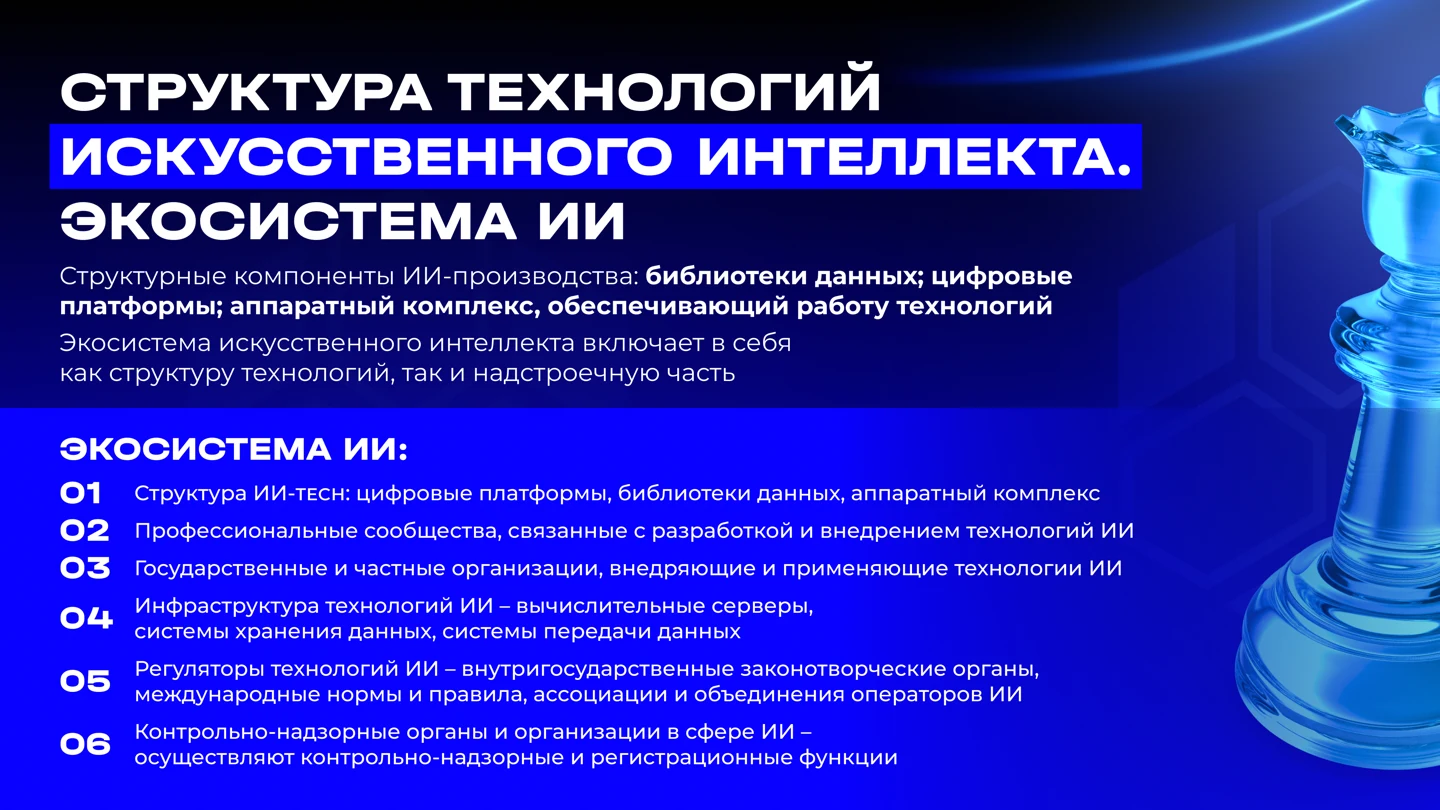 СТРУКТУРА ТЕХНОЛОГИЙ
ИСКУССТВЕННОГО ИНТЕЛЛЕКТА.
ЭКОСИСТЕМА ИИ
Структурные компоненты ИИ-производства: библиотеки данных; цифровые
платформы; аппаратный комплекс, обеспечивающий работу технологий
Экосистема искусственного интеллекта включает в себя
как структуру технологий, так и надстроечную часть
ЭКОСИСТЕМА ИИ:
01 Структура ИИ-TECH: цифровые платформы, библиотеки данных, аппаратный комплекс
02 Профессиональные сообщества, связанные с разработкой и внедрением технологий ИИ
03 Государственные и частные организации, внедряющие и применяющие технологии ИИ
04 Инфраструктура технологий ИИ – вычислительные серверы,
системы хранения данных, системы передачи данных
05 Регуляторы технологий ИИ – внутригосударственные законотворческие органы,
международные нормы и правила, ассоциации и объединения операторов ИИ
06 Контрольно-надзорные органы и организации в сфере ИИ –
осуществляют контрольно-надзорные и регистрационные функции